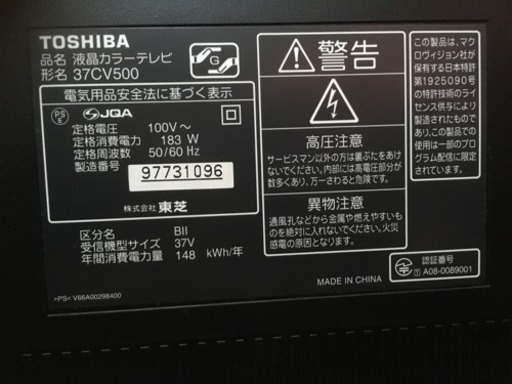 TOSHIBA
品名 液晶カラーテレビ
形名 37CV500
G
電気用品安全法に基づく表示
PS
E
JQA
定格電圧 100V～
定格消費電力 183 W
定格周波数 50/60 Hz
製造番号
97731096
株式会社 東芝
区分名 BII
受信機型サイズ 37V
年間消費電力量 148 kWh/年
>PS< V66A00298400
警告
高圧注意
サービスマン以外の方は裏ぶたをあけ
ないでください。内部には高電圧部分が
数多くあり、万一さわると危険です。
異物注意
通風孔などから金属や燃えやすいも
のを絶対に入れないでください。火災
感電の原因となります。
MADE IN CHINA
この製品は、マク
ロヴィジョン社が
保有する日本特許
第1925090号
の特許技術のライ
センス供与により
製造されたもので
あり、この技術の
使用は一部のプロ
グラム配信に限定
されています。
認証番号
Ⓣ A08-0089001